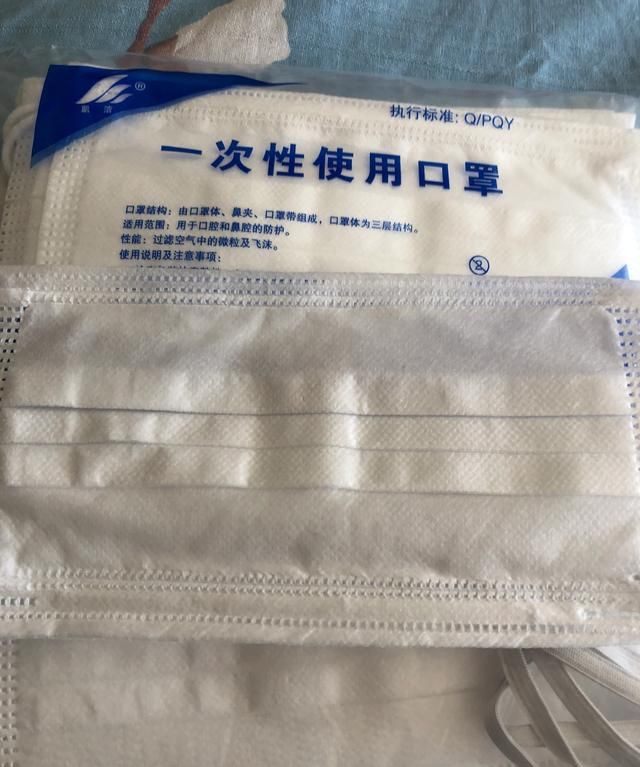 凯洁
®
执行标准: Q/PQY
一次性使用口罩
口罩结构: 由口罩体、鼻夹、口罩带组成，口罩体为三层结构。
适用范围: 用于口腔和鼻腔的防护。
性能: 过滤空气中的微粒及飞沫。
使用说明及注意事项: